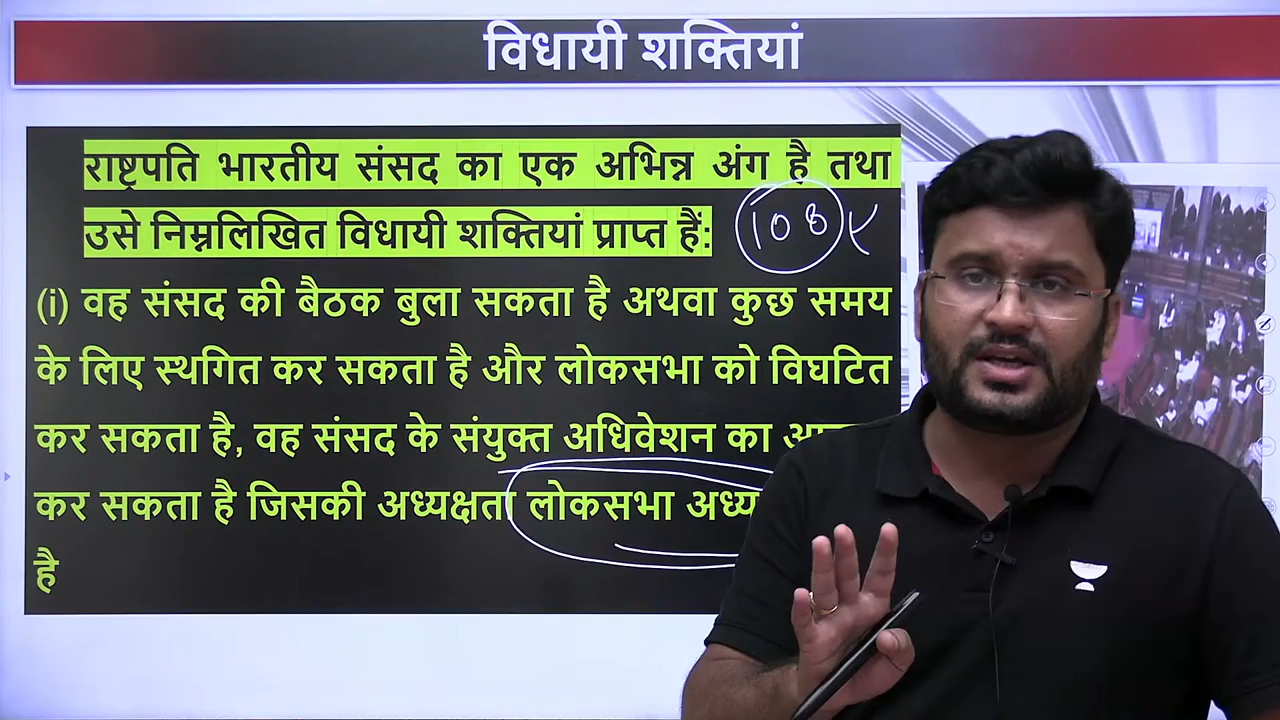 विधायी शक्तियां
राष्ट्रपति भारतीय संसद का एक अभिन्न अंग है तथा
उसे निम्नलिखित विधायी शक्तियां प्राप्त हैं:
108
(i) वह संसद की बैठक बुला सकता है अथवा कुछ समय
के लिए स्थगित कर सकता है और लोकसभा को विघटित
कर सकता है, वह संसद के संयुक्त अधिवेशन का
कर सकता है जिसकी अध्यक्षता लोकसभा
है